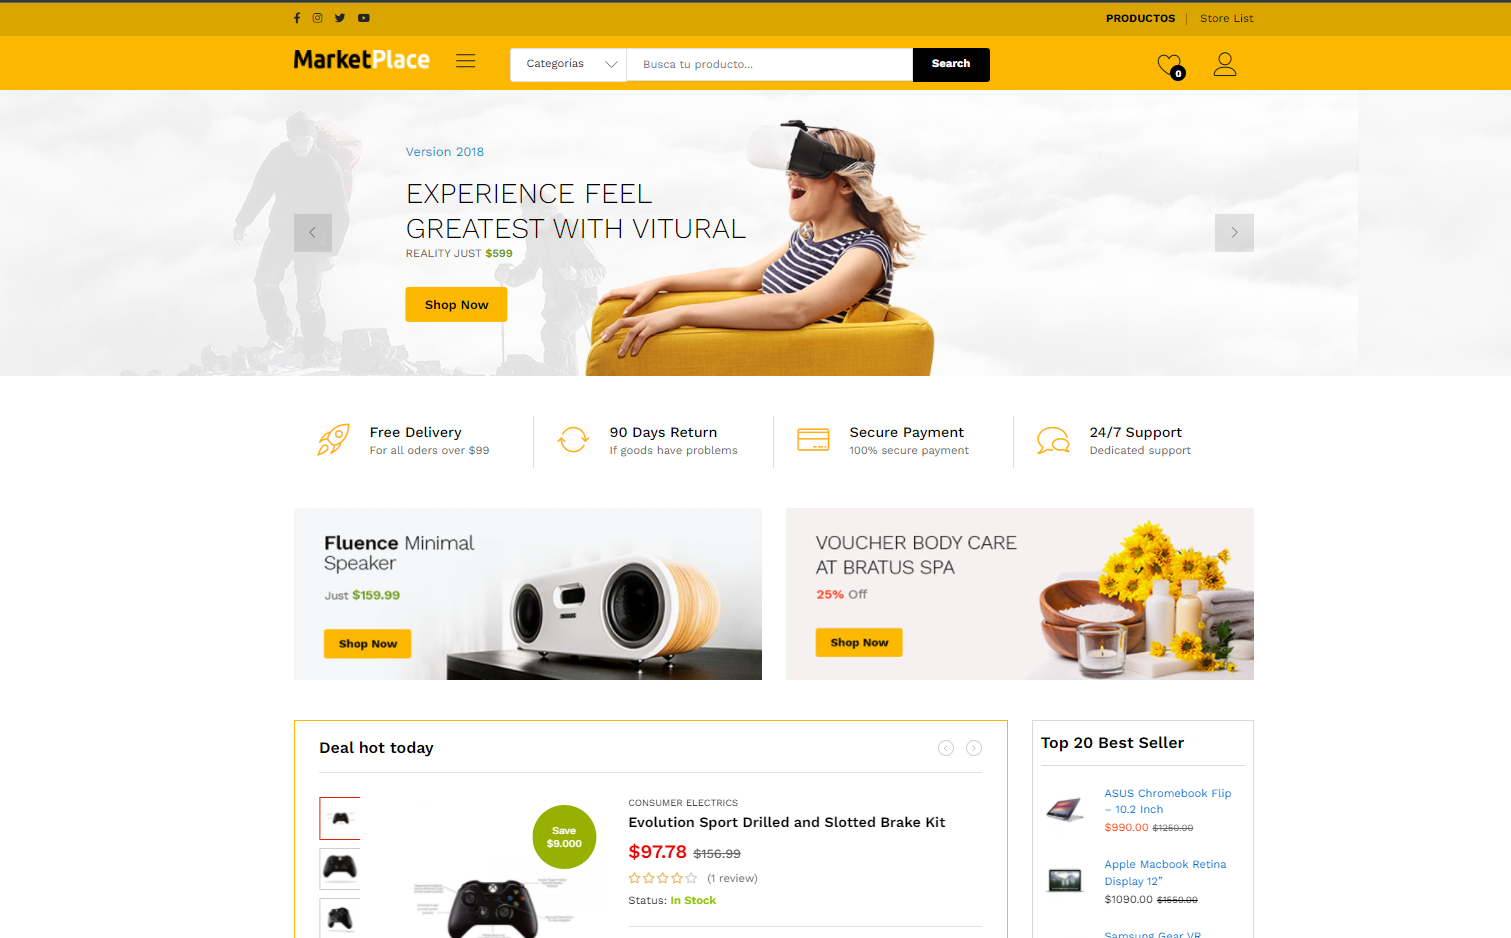 PRODUCTOS
Store List
MarketPlace
Categorías
Busca tu producto...
Search
0
Version 2018
EXPERIENCE FEEL
GREATEST WITH VITURAL
REALITY JUST $599
Shop Now
Free Delivery
For all oders over $99
90 Days Return
If goods have problems
Secure Payment
100% secure payment
24/7 Support
Dedicated support
Fluence Minimal
Speaker
Just $159.99
Shop Now
VOUCHER BODY CARE
AT BRATUS SPA
25% Off
Shop Now
Deal hot today
Save
$9.000
CONSUMER ELECTRICS
Evolution Sport Drilled and Slotted Brake Kit
$97.78 $156.99
(1 review)
Status: In Stock
Top 20 Best Seller
ASUS Chromebook Flip
– 10.2 Inch
$990.00 $1250.00
Apple Macbook Retina
Display 12”
$1090.00 $1550.00
Samsung Gear VR